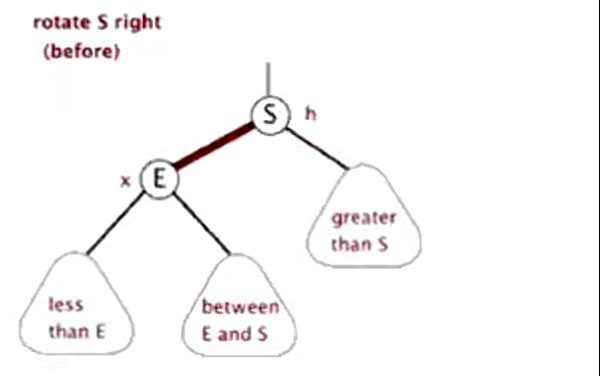 rotate S right
(before)
S h
x E
greater
than S
less
than E
between
E and S